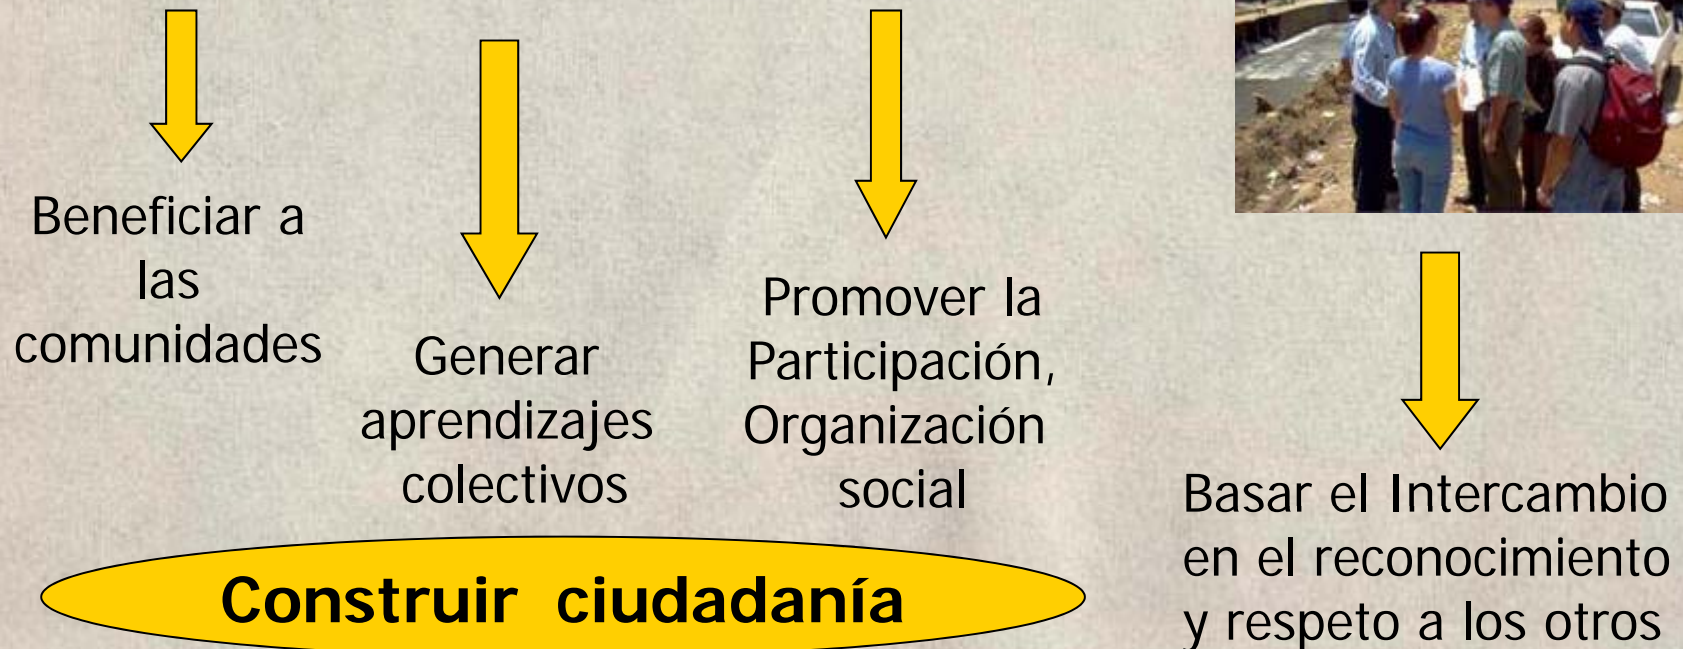 Beneficiar a
las
comunidades
Generar
aprendizajes
colectivos
Promover la
Participación,
Organización
social
Basar el Intercambio
en el reconocimiento
y respeto a los otros
Construir ciudadanía